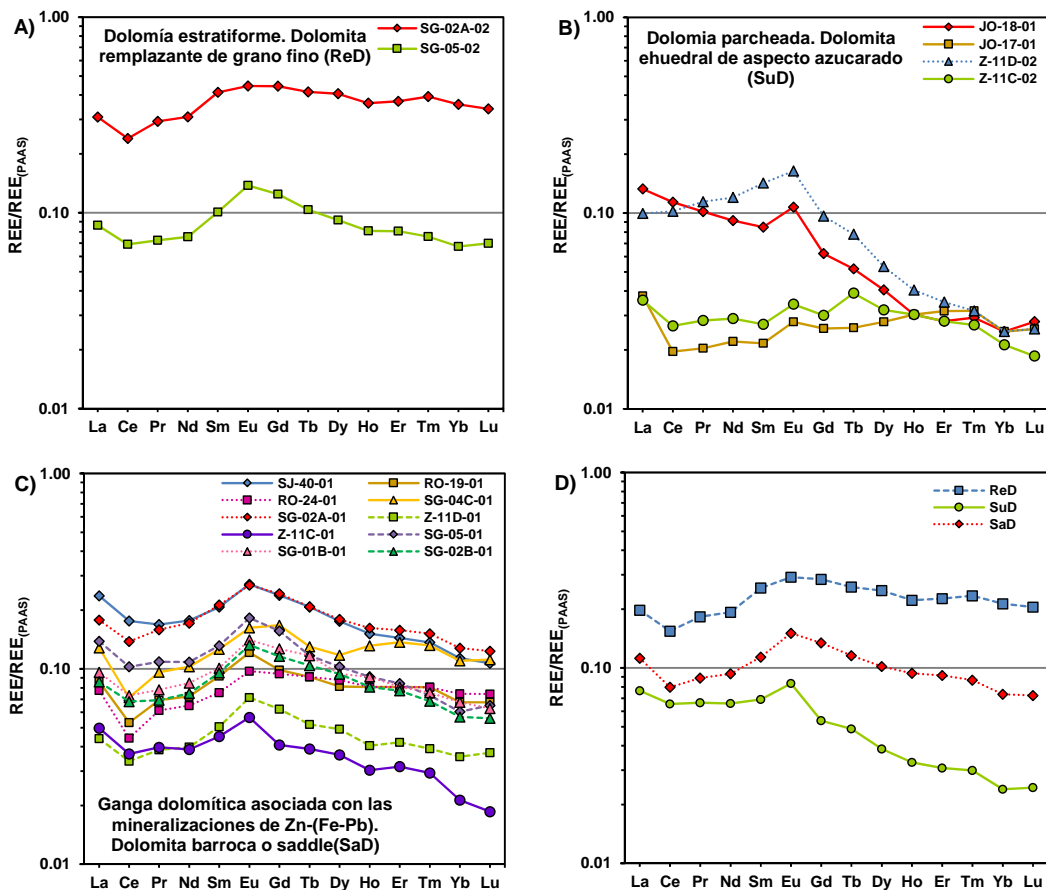 A)
Dolomía estratiforme. Dolomita
remplazante de grano fino (ReD)
SG-02A-02
SG-05-02
REE/REE(PAAS)
1.00
0.10
0.01
La Ce Pr Nd Sm Eu Gd Tb Dy Ho Er Tm Yb Lu
B)
Dolomia parcheada. Dolomita
ehuedral de aspecto azucarado
(SuD)
JO-18-01
JO-17-01
Z-11D-02
Z-11C-02
REE/REE(PAAS)
1.00
0.10
0.01
La Ce Pr Nd Sm Eu Gd Tb Dy Ho Er Tm Yb Lu
C)
SJ-40-01 RO-19-01
RO-24-01 SG-04C-01
SG-02A-01 Z-11D-01
Z-11C-01 SG-05-01
SG-01B-01 SG-02B-01
REE/REE(PAAS)
1.00
0.10
0.01
Ganga dolomítica asociada con las
mineralizaciones de Zn-(Fe-Pb).
Dolomita barroca o saddle(SaD)
La Ce Pr Nd Sm Eu Gd Tb Dy Ho Er Tm Yb Lu
D)
ReD
SuD
SaD
REE/REE(PAAS)
1.00
0.10
0.01
La Ce Pr Nd Sm Eu Gd Tb Dy Ho Er Tm Yb Lu